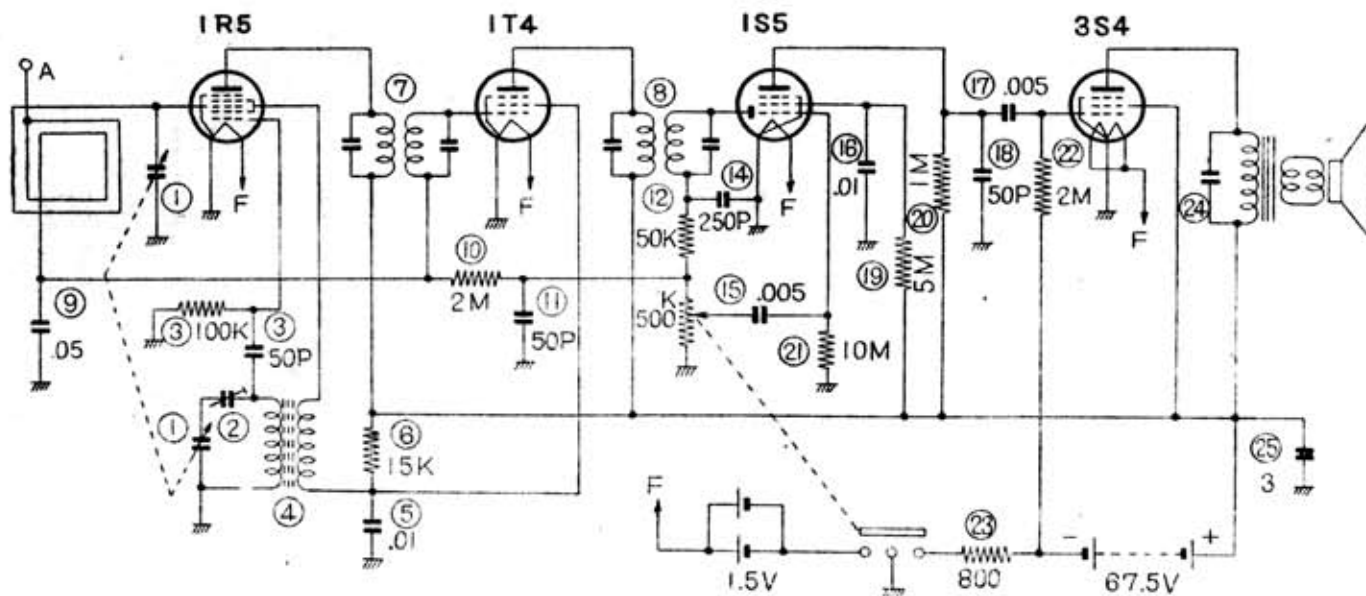 1R5
1T4
1S5
3S4
A
⑦
⑧
⑰ .005
①
F
F
⑫
50K
⑭
250P
F
⑯
.01
1M
⑳
⑲
5M
⑱
50P
㉒
2M
F
㉔
⑨
.05
③
100K
③
50P
⑩
2M
⑪
50P
K
500
⑮ .005
㉑
10M
①
②
④
⑥
15K
⑤
.01
F
1.5V
㉓
800
-
+
67.5V
㉕
3